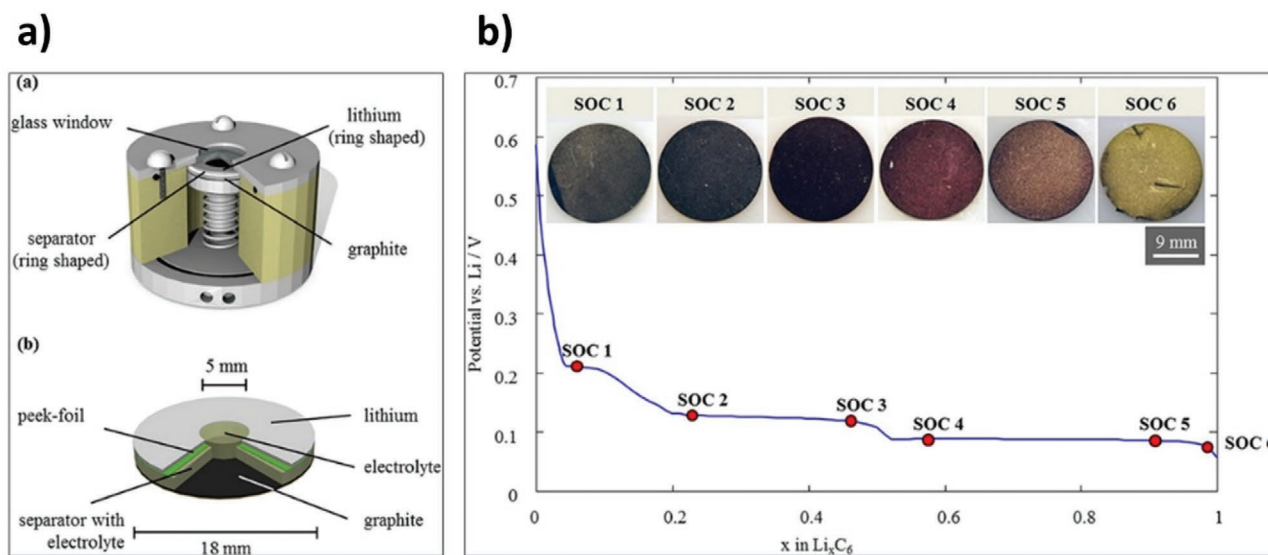 a)
(a)
glass window
lithium
(ring shaped)
separator
(ring shaped)
graphite
(b)
5 mm
peek-foil
lithium
electrolyte
separator with
electrolyte
graphite
18 mm
b)
0.7
0.6
0.5
0.4
0.3
0.2
0.1
0
Potential vs. Li / V
SOC 1
SOC 2
SOC 3
SOC 4
SOC 5
SOC 6
9 mm
SOC 1
SOC 2
SOC 3
SOC 4
SOC 5
SOC 6
0
0.2
0.4
0.6
0.8
1
x in LiₓC₆